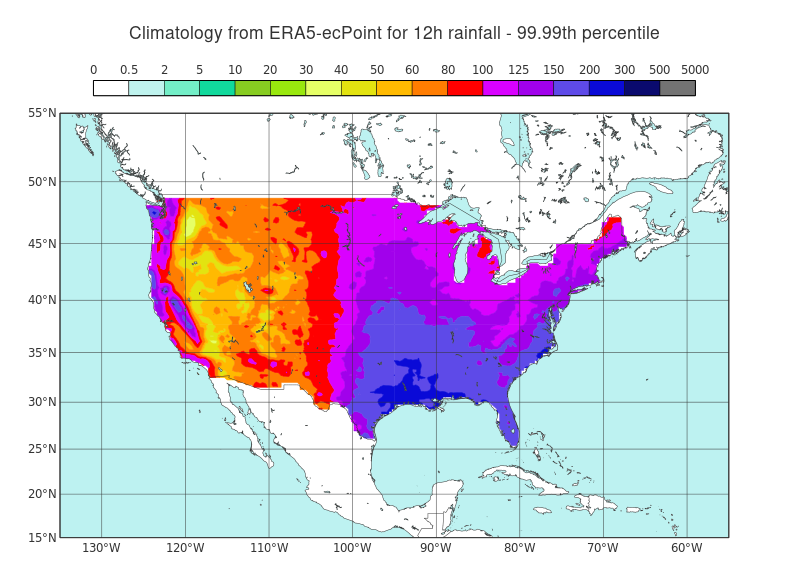 Climatology from ERA5-ecPoint for 12h rainfall - 99.99th percentile
0 0.5 2 5 10 20 30 40 50 60 80 100 125 150 200 300 500 5000
55°N
50°N
45°N
40°N
35°N
30°N
25°N
20°N
15°N
130°W 120°W 110°W 100°W 90°W 80°W 70°W 60°W